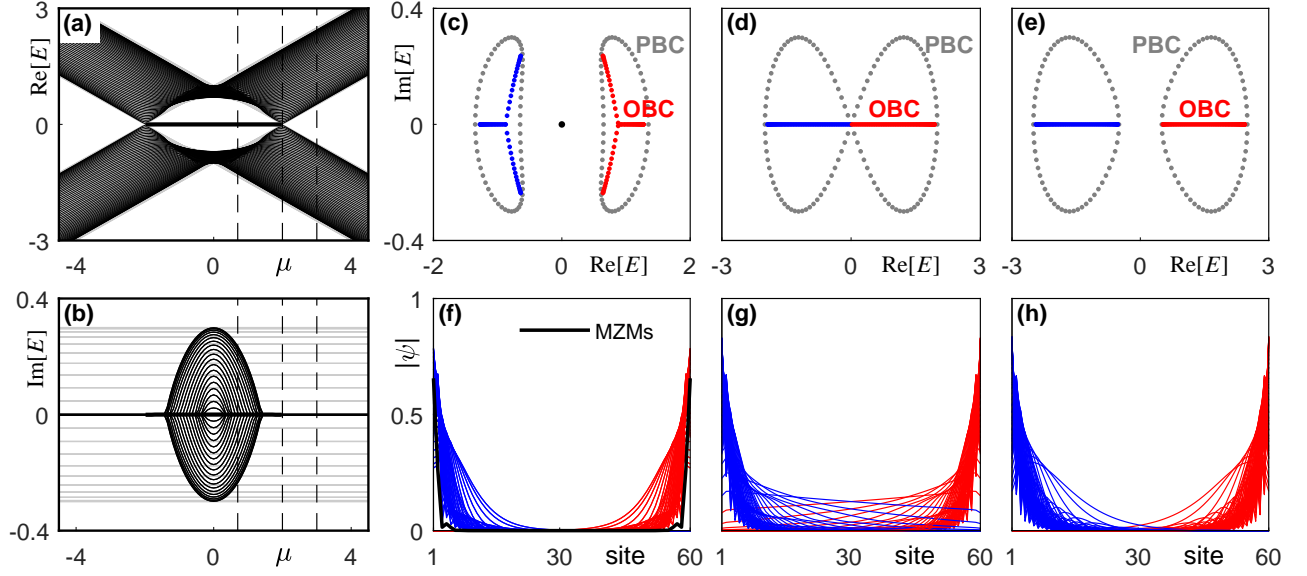 (a)
Re[E]
3
0
-3
-4
0
μ
4
(c)
Im[E]
0.4
0
-0.4
PBC
OBC
-2
0
Re[E]
2
(d)
PBC
OBC
-3
0
Re[E]
3
(e)
PBC
OBC
-3
0
Re[E]
3
(b)
Im[E]
0.4
0
-0.4
-4
0
μ
4
(f)
MZMs
|ψ|
1
0.5
0
1
30
site
60
(g)
1
30
site
60
(h)
1
30
site
60